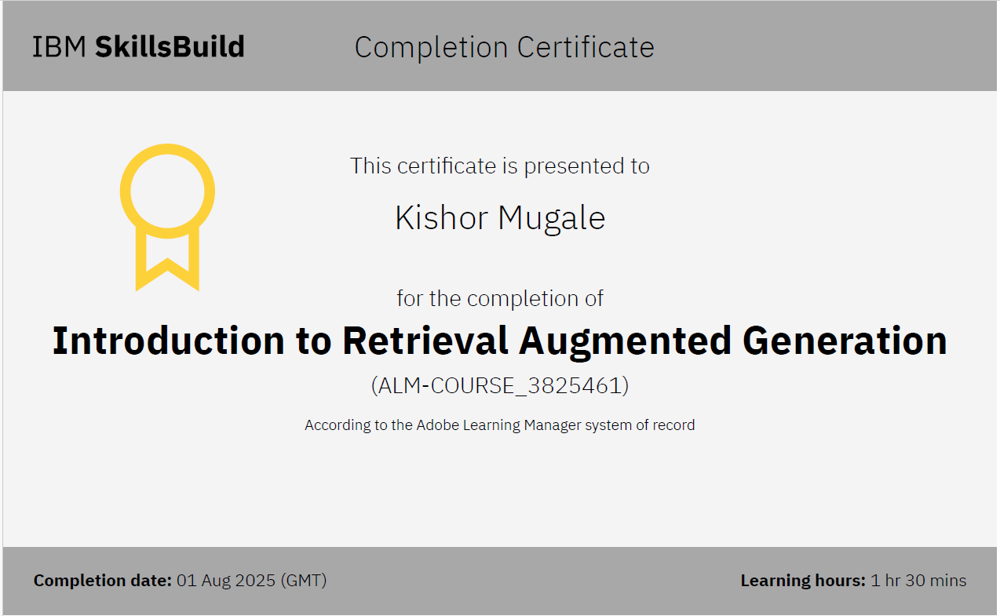 IBM SkillsBuild
Completion Certificate
This certificate is presented to
Kishor Mugale
for the completion of
Introduction to Retrieval Augmented Generation
(ALM-COURSE_3825461)
According to the Adobe Learning Manager system of record
Completion date: 01 Aug 2025 (GMT)
Learning hours: 1 hr 30 mins